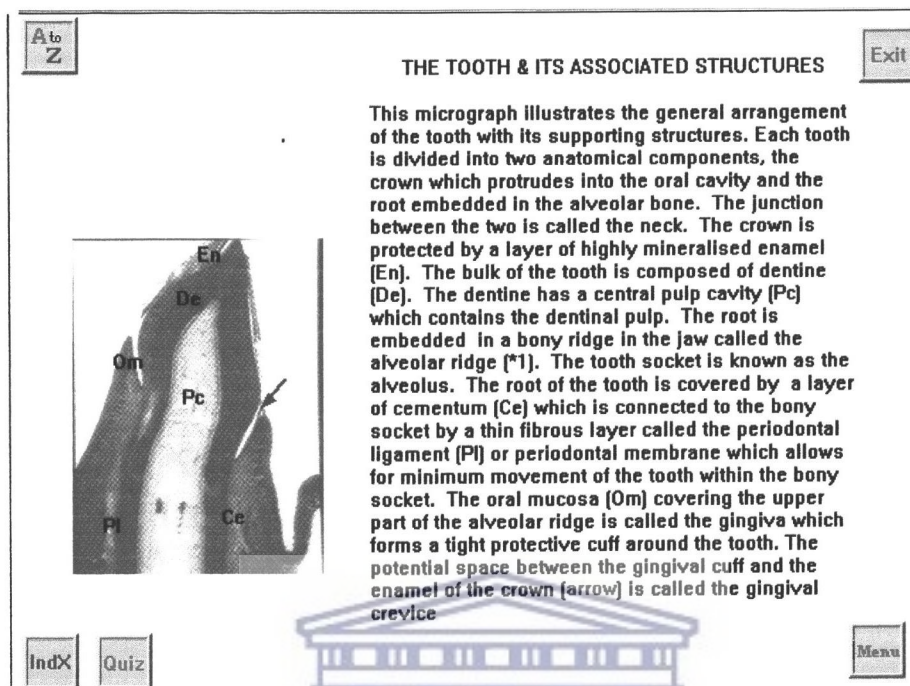 A to Z
THE TOOTH & ITS ASSOCIATED STRUCTURES
Exit
This micrograph illustrates the general arrangement
of the tooth with its supporting structures. Each tooth
is divided into two anatomical components, the
crown which protrudes into the oral cavity and the
root embedded in the alveolar bone. The junction
between the two is called the neck. The crown is
protected by a layer of highly mineralised enamel
(En). The bulk of the tooth is composed of dentine
(De). The dentine has a central pulp cavity (Pc)
which contains the dentinal pulp. The root is
embedded in a bony ridge in the jaw called the
alveolar ridge (*1). The tooth socket is known as the
alveolus. The root of the tooth is covered by a layer
of cementum (Ce) which is connected to the bony
socket by a thin fibrous layer called the periodontal
ligament (Pl) or periodontal membrane which allows
for minimum movement of the tooth within the bony
socket. The oral mucosa (Om) covering the upper
part of the alveolar ridge is called the gingiva which
forms a tight protective cuff around the tooth. The
potential space between the gingival cuff and the
enamel of the crown (arrow) is called the gingival
crevice
En
De
Om
Pc
Pl
Ce
IndX
Quiz
Menu